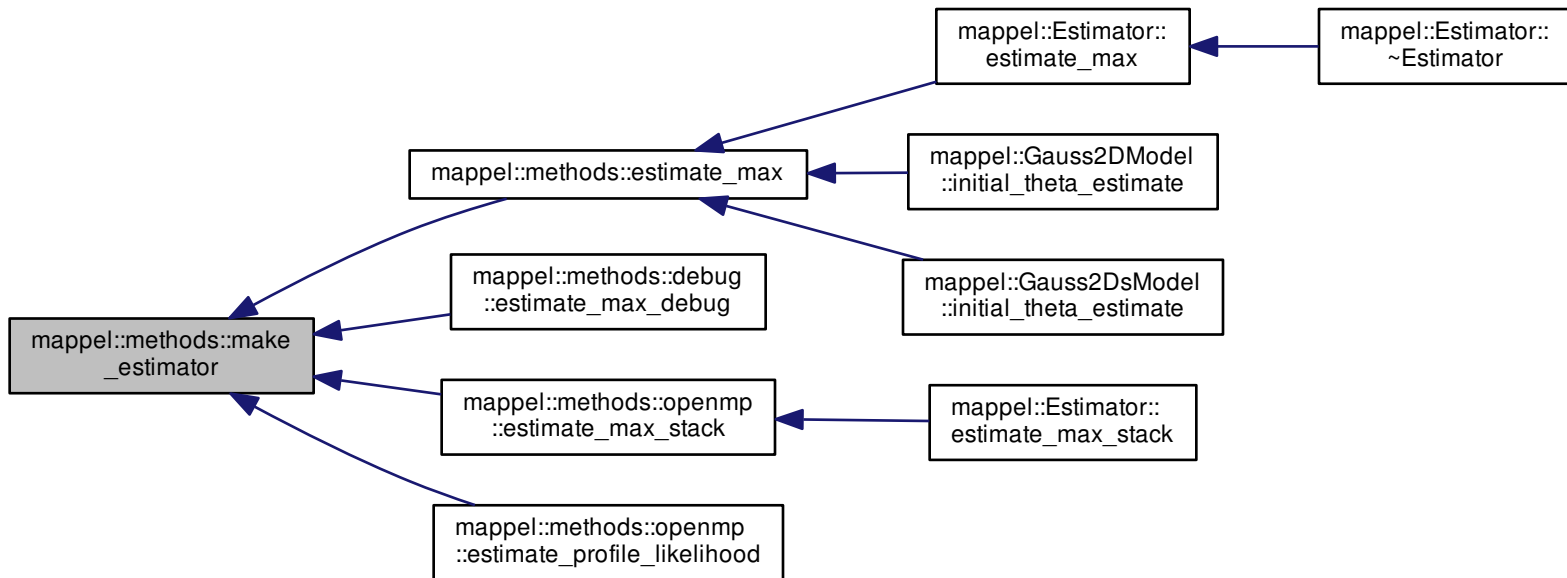 mappel::Estimator::
estimate_max
mappel::Estimator::
~Estimator
mappel::methods::estimate_max
mappel::Gauss2DModel
::initial_theta_estimate
mappel::methods::debug
::estimate_max_debug
mappel::Gauss2DsModel
::initial_theta_estimate
mappel::methods::make
_estimator
mappel::methods::openmp
::estimate_max_stack
mappel::Estimator::
estimate_max_stack
mappel::methods::openmp
::estimate_profile_likelihood